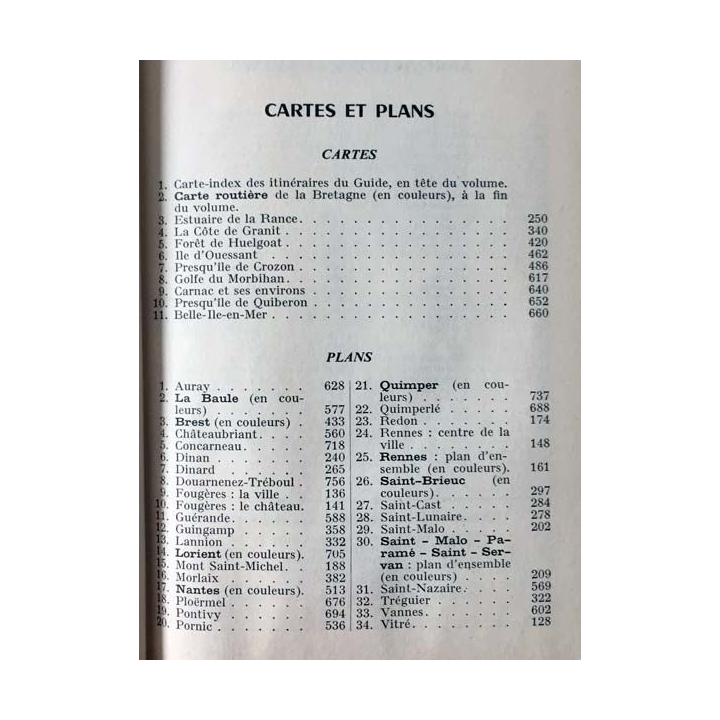 CARTES ET PLANS
CARTES
1. Carte-index des itinéraires du Guide, en tête du volume.
2. Carte routière de la Bretagne (en couleurs), à la fin
du volume.
3. Estuaire de la Rance. . . . . . . . . . . . . . . . . 250
4. La Côte de Granit . . . . . . . . . . . . . . . . . . 340
5. Forêt de Huelgoat . . . . . . . . . . . . . . . . . . 420
6. Ile d'Ouessant . . . . . . . . . . . . . . . . . . . 462
7. Presqu'île de Crozon . . . . . . . . . . . . . . . . 486
8. Golfe du Morbihan . . . . . . . . . . . . . . . . . . 617
9. Carnac et ses environs . . . . . . . . . . . . . . . 640
10. Presqu'île de Quiberon . . . . . . . . . . . . . . . 652
11. Belle-Ile-en-Mer . . . . . . . . . . . . . . . . . . 660
PLANS
1. Auray . . . . . . . 628
2. La Baule (en cou-
leurs) . . . . . . 577
3. Brest (en couleurs) . 433
4. Châteaubriant . . . . 560
5. Concarneau . . . . . 718
6. Dinan . . . . . . . 240
7. Dinard . . . . . . 265
8. Douarnenez-Tréboul . . 756
9. Fougères : la ville . . 136
10. Fougères : le château. 141
11. Guérande . . . . . . 588
12. Guingamp . . . . . . 358
13. Lannion . . . . . . 332
14. Lorient (en couleurs). 705
15. Mont Saint-Michel . . 188
16. Morlaix . . . . . . 382
17. Nantes (en couleurs). 513
18. Ploërmel . . . . . . 676
19. Pontivy . . . . . . 694
20. Pornic . . . . . . . 536
21. Quimper (en cou-
leurs) . . . . . . . 737
22. Quimperlé . . . . . 688
23. Redon . . . . . . . 174
24. Rennes : centre de la
ville . . . . . . . 148
25. Rennes : plan d'en-
semble (en couleurs). 161
26. Saint-Brieuc (en
couleurs). . . . . . 297
27. Saint-Cast . . . . . 284
28. Saint-Lunaire. . . . 278
29. Saint-Malo . . . . . 202
30. Saint - Malo - Pa-
ramé - Saint - Ser-
van : plan d'ensemble
(en couleurs) . . . . 209
31. Saint-Nazaire. . . . 569
32. Tréguier . . . . . . 322
33. Vannes . . . . . . . 602
34. Vitré. . . . . . . . 128